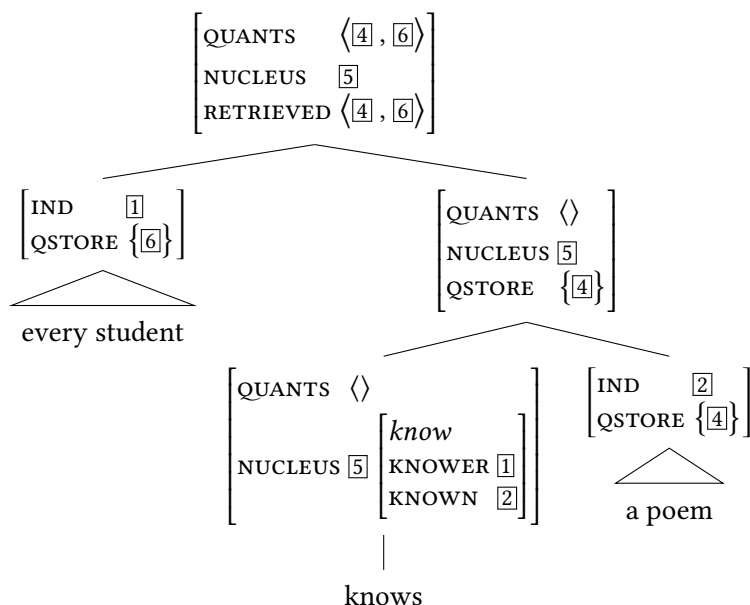 QUANTS ⟨4 , 6⟩
NUCLEUS 5
RETRIEVED ⟨4 , 6⟩
IND 1
QSTORE {6}
every student
QUANTS ⟨⟩
NUCLEUS 5
QSTORE {4}
QUANTS ⟨⟩
NUCLEUS 5 know
KNOWER 1
KNOWN 2
knows
IND 2
QSTORE {4}
a poem